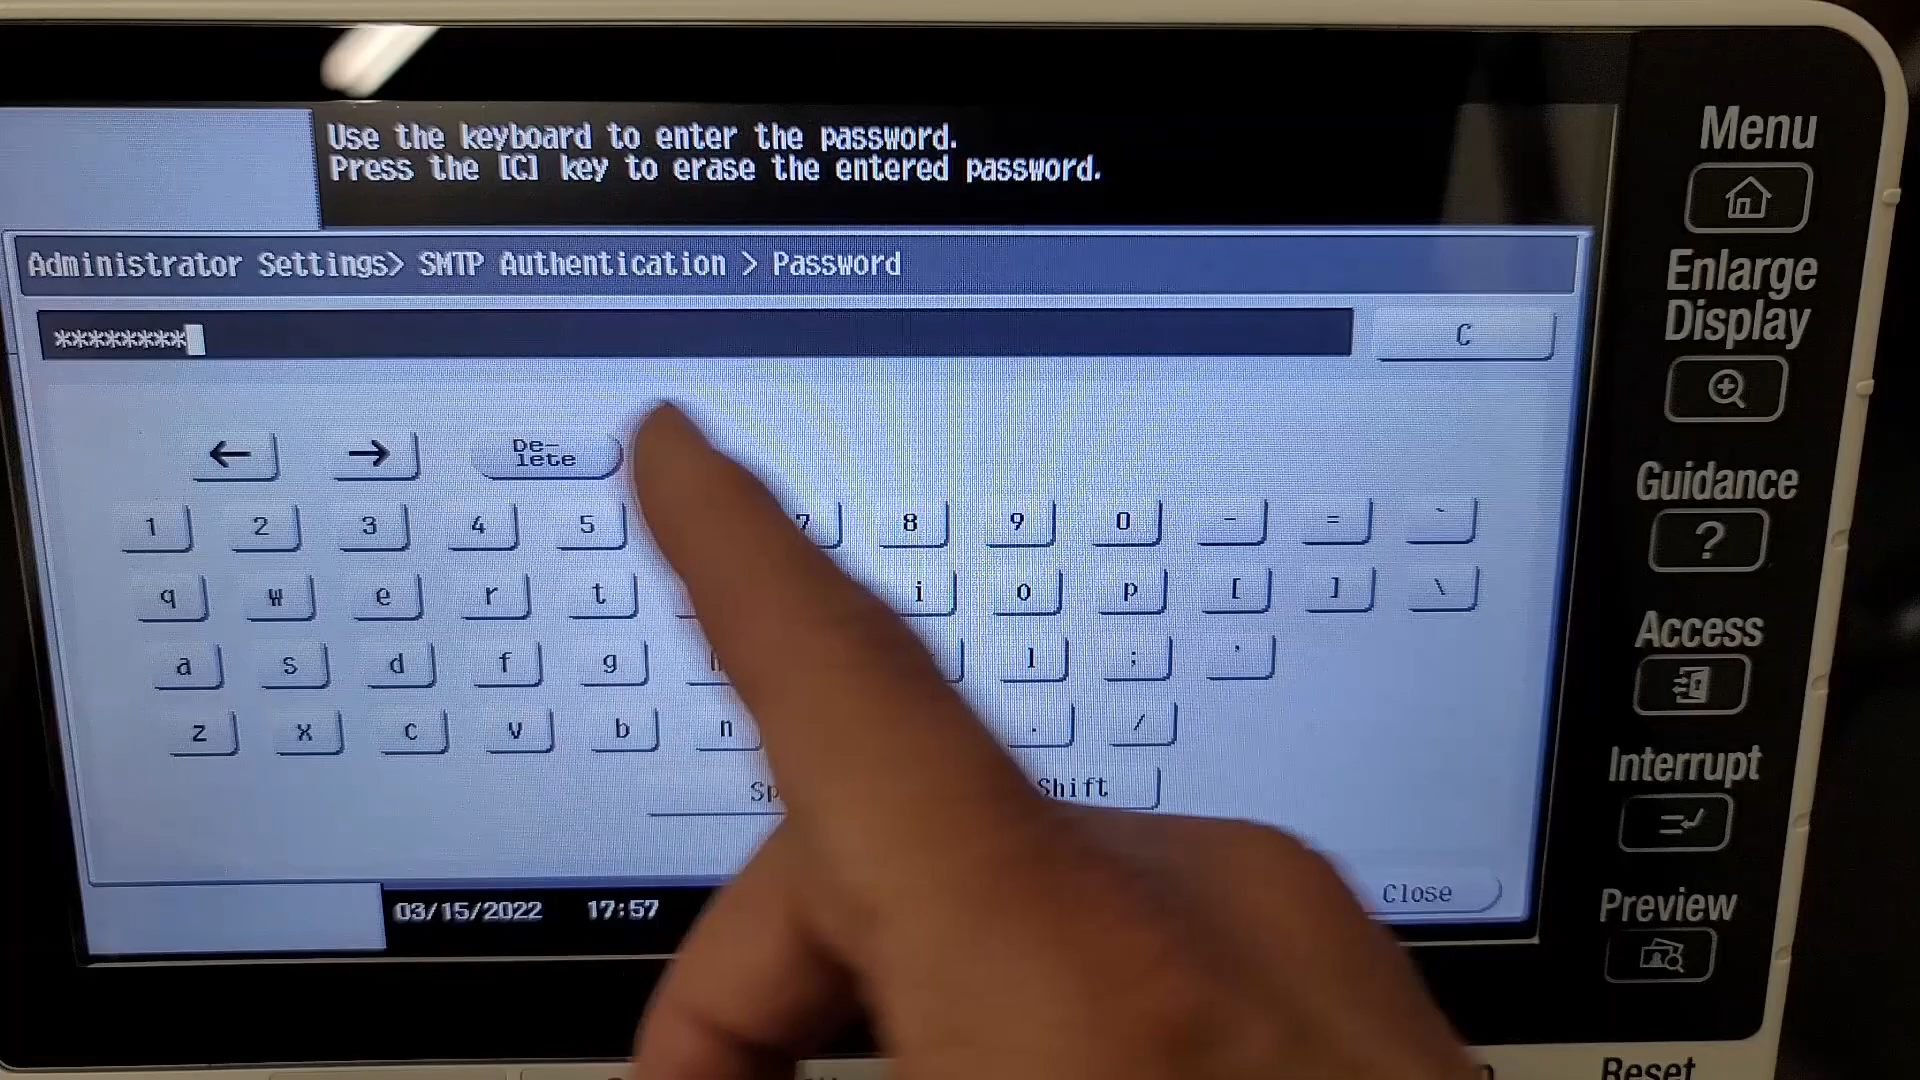 Use the keyboard to enter the password.
Press the [C] key to erase the entered password.
Administrator Settings> SMTP Authentication > Password
********
C
← → De-
lete
1 2 3 4 5 7 8 9 0 - = `
q w e r t i o p [ ] \
a s d f g l ; '
z x c v b n . /
Shift
Close
03/15/2022 17:57
Menu
Enlarge
Display
Guidance
?
Access
Interrupt
Preview
Reset